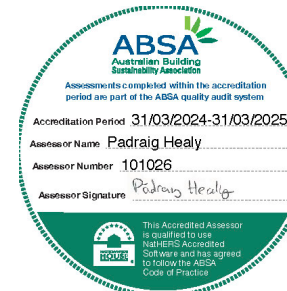 ABSA
Australian Building
Sustainability Association
Assessments completed within the accreditation
period are part of the ABSA quality audit system
Accreditation Period 31/03/2024-31/03/2025
Assessor Name Padraig Healy
Assessor Number 101026
Assessor Signature Padraig Healy
This Accredited Assessor
is qualified to use
NatHERS Accredited
Software and has agreed
to follow the ABSA
Code of Practice
HOUSE